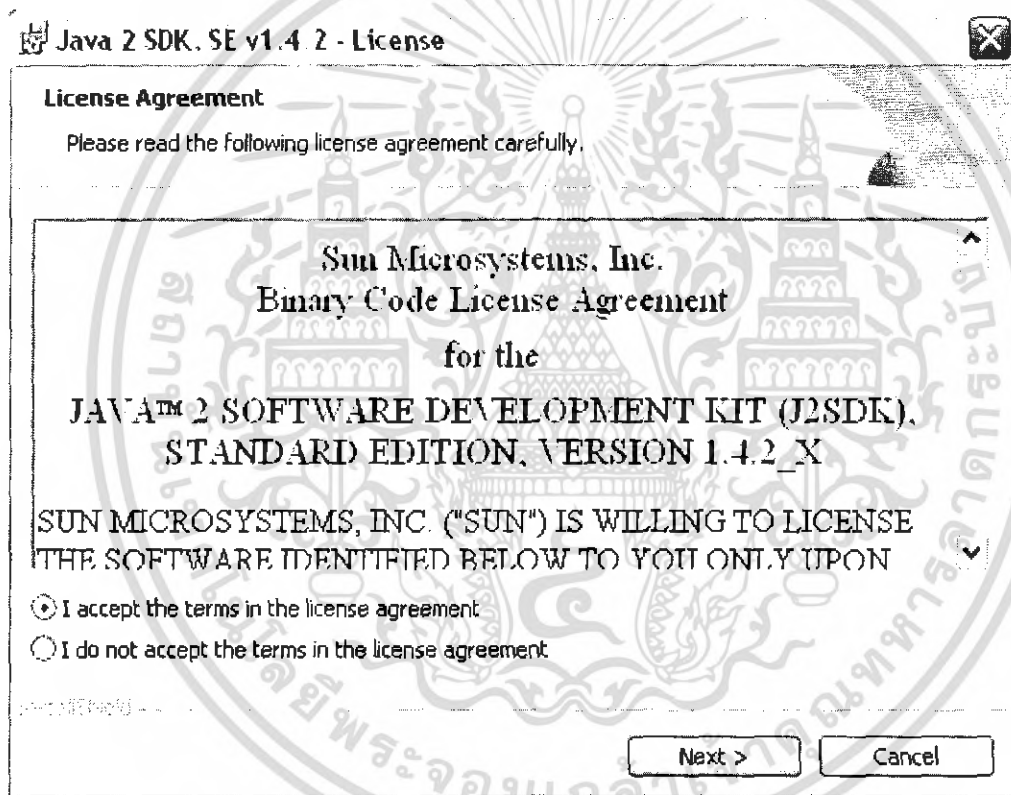 Java 2 SDK, SE v1.4.2 - License
License Agreement
Please read the following license agreement carefully.
Sun Microsystems, Inc.
Binary Code License Agreement
for the
JAVA™ 2 SOFTWARE DEVELOPMENT KIT (J2SDK),
STANDARD EDITION, VERSION 1.4.2_X
SUN MICROSYSTEMS, INC. ("SUN") IS WILLING TO LICENSE
THE SOFTWARE IDENTIFIED BELOW TO YOU ONLY UPON
I accept the terms in the license agreement
I do not accept the terms in the license agreement
InstallShield
Next >
Cancel